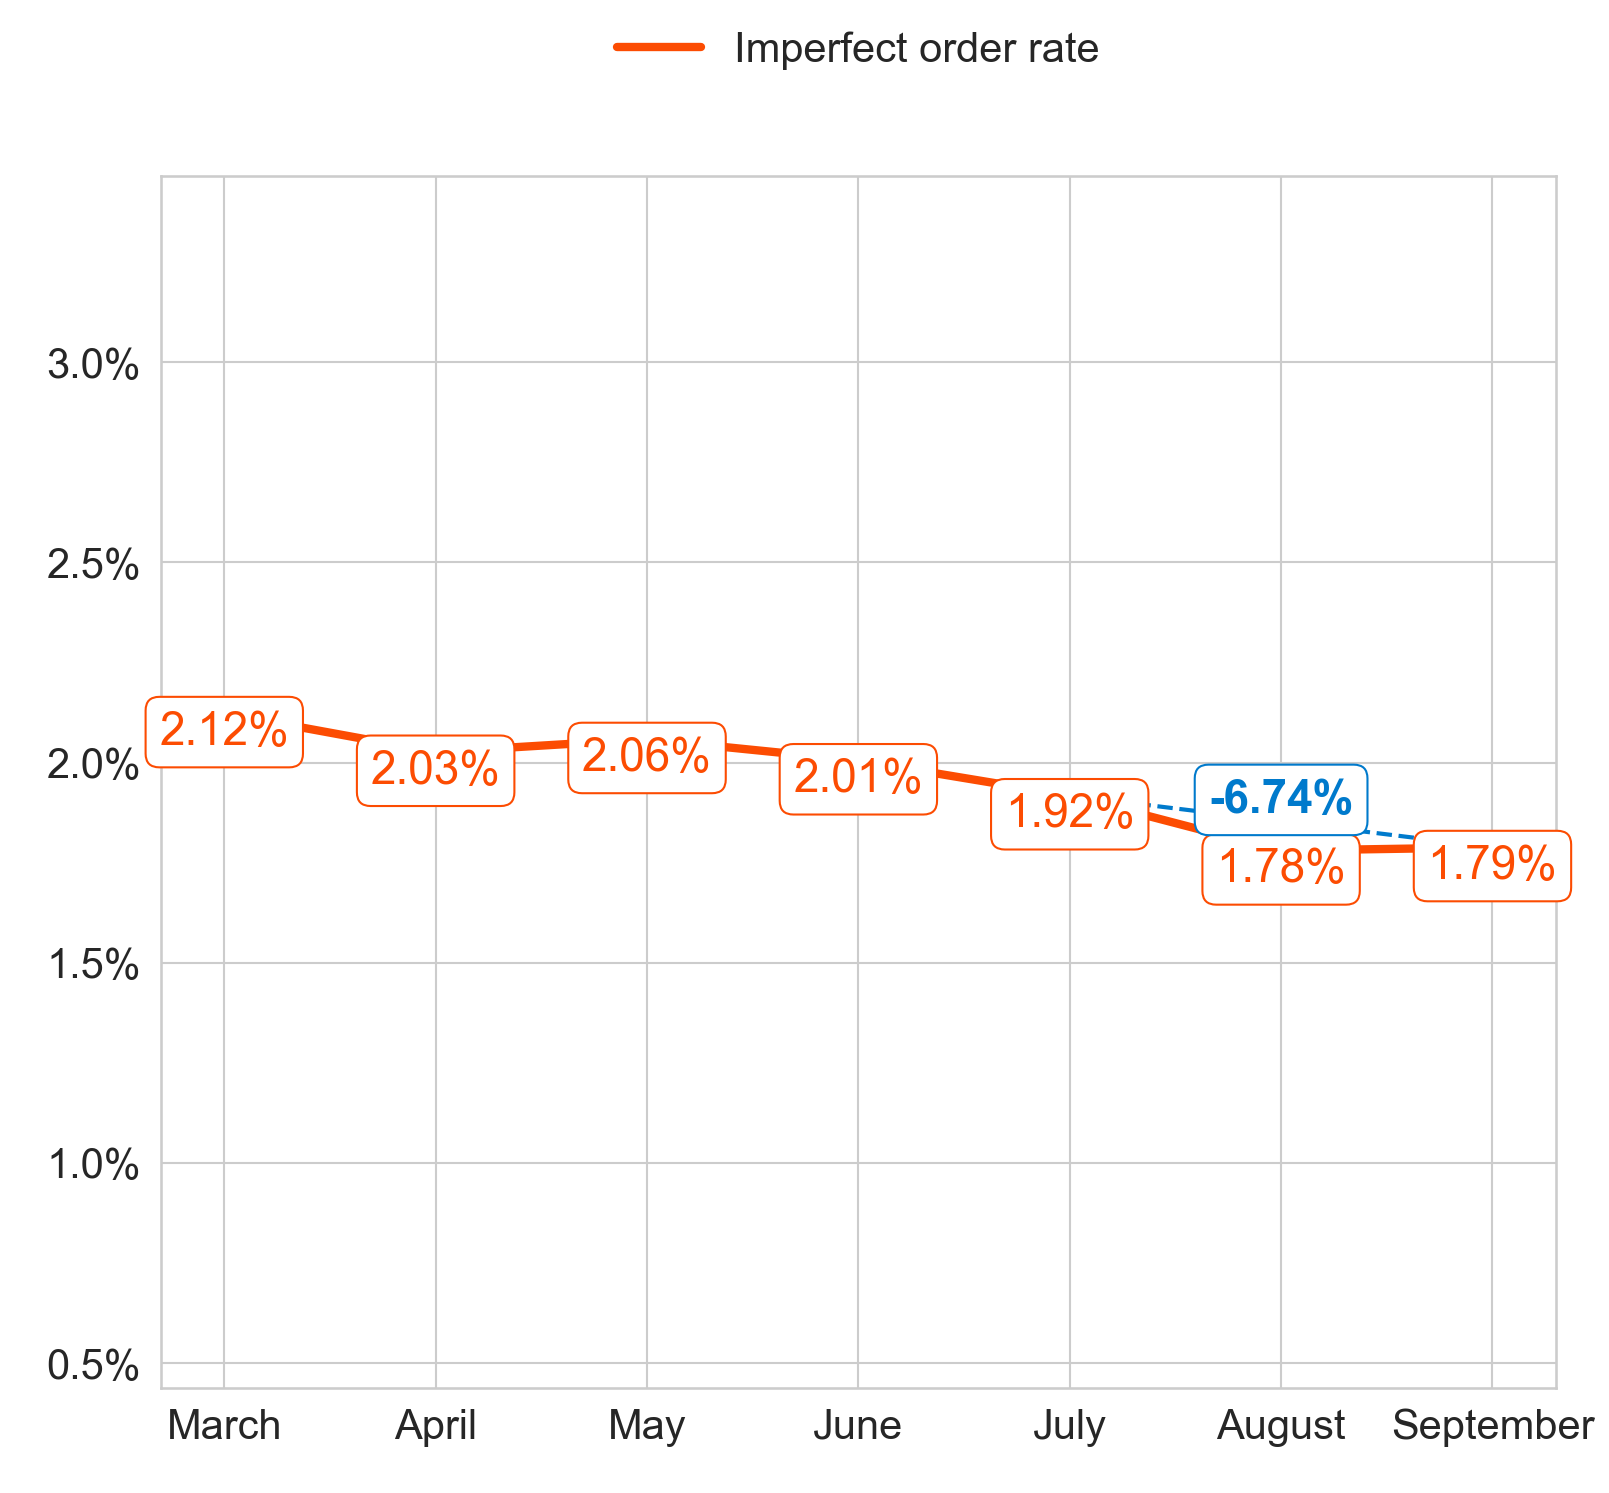 Imperfect order rate
3.0%
2.5%
2.0%
1.5%
1.0%
0.5%
2.12%
2.03%
2.06%
2.01%
1.92%
-6.74%
1.78%
1.79%
March
April
May
June
July
August
September